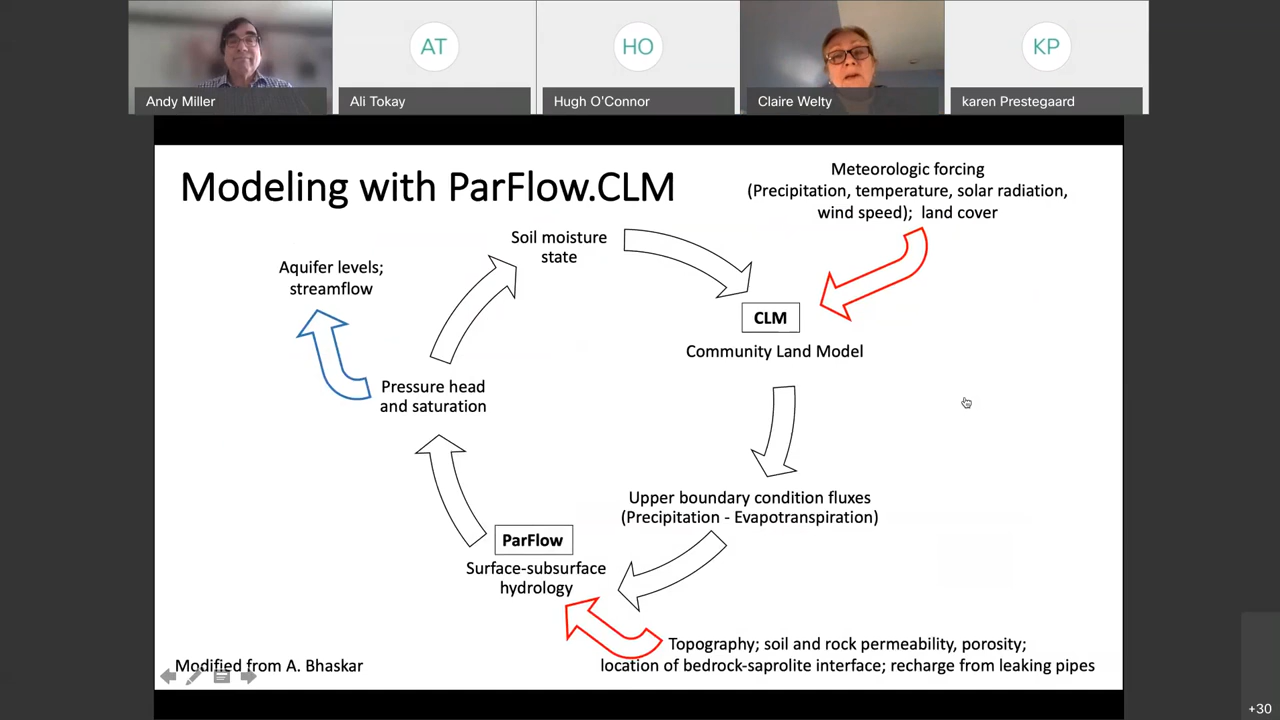 AT
HO
KP
Andy Miller
Ali Tokay
Hugh O'Connor
Claire Welty
karen Prestegaard
Modeling with ParFlow.CLM
Meteorologic forcing
(Precipitation, temperature, solar radiation,
wind speed); land cover
Soil moisture
state
Aquifer levels;
streamflow
CLM
Community Land Model
Pressure head
and saturation
Upper boundary condition fluxes
(Precipitation - Evapotranspiration)
ParFlow
Surface-subsurface
hydrology
Topography; soil and rock permeability, porosity;
location of bedrock-saprolite interface; recharge from leaking pipes
Modified from A. Bhaskar
+30